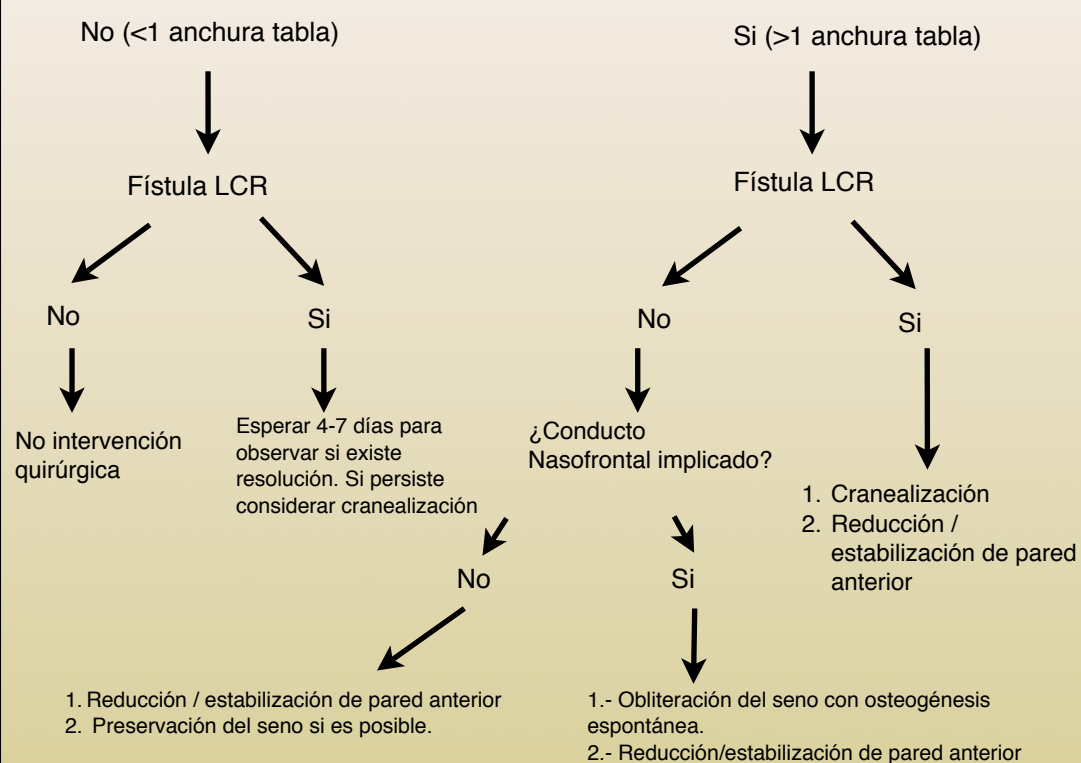 No (<1 anchura tabla)
Si (>1 anchura tabla)
Fístula LCR
Fístula LCR
No
Si
No
Si
No intervención
quirúrgica
Esperar 4-7 días para
observar si existe
resolución. Si persiste
considerar cranealización
¿Conducto
Nasofrontal implicado?
1. Cranealización
2. Reducción /
estabilización de pared
anterior
No
Si
1. Reducción / estabilización de pared anterior
2. Preservación del seno si es posible.
1.- Obliteración del seno con osteogénesis
espontánea.
2.- Reducción/estabilización de pared anterior